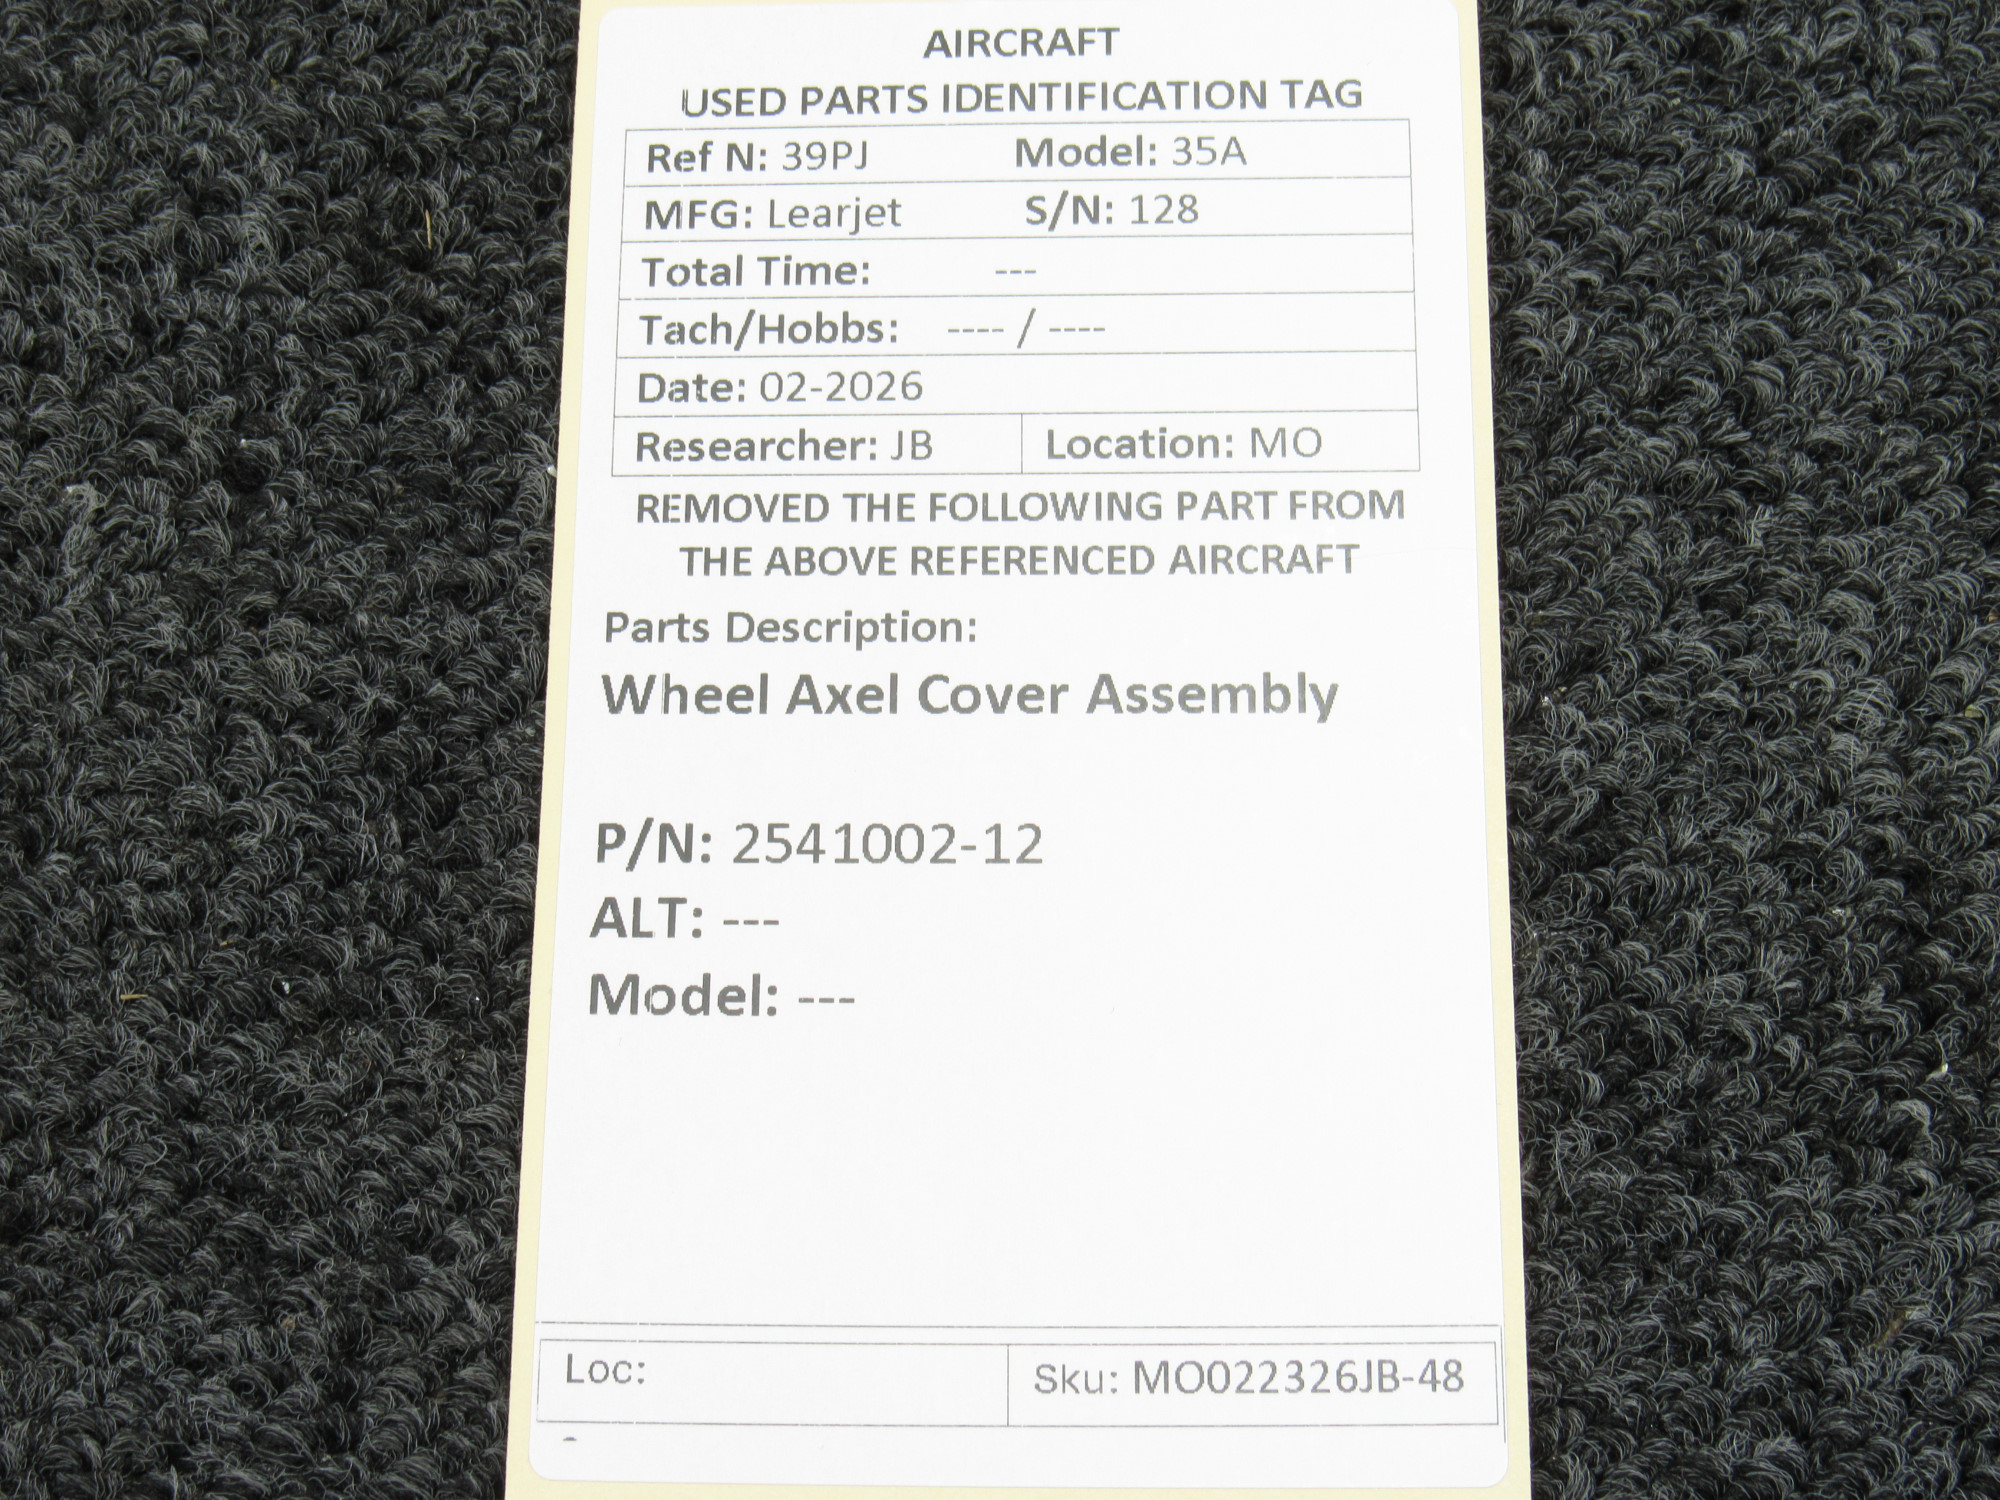 AIRCRAFT
USED PARTS IDENTIFICATION TAG
Ref N: 39PJ Model: 35A
MFG: Learjet S/N: 128
Total Time: ---
Tach/Hobbs: ---- / ----
Date: 02-2026
Researcher: JB Location: MO
REMOVED THE FOLLOWING PART FROM
THE ABOVE REFERENCED AIRCRAFT
Parts Description:
Wheel Axel Cover Assembly
P/N: 2541002-12
ALT: ---
Model: ---
Loc: Sku: MO022326JB-48